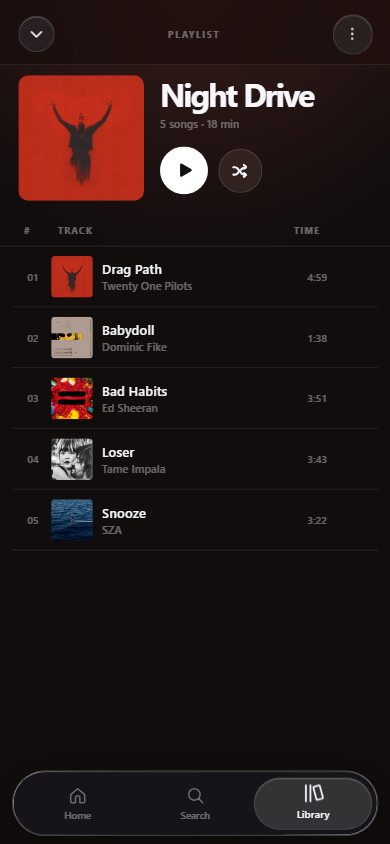 PLAYLIST
Night Drive
5 songs · 18 min
# TRACK TIME
01 Drag Path 4:59
Twenty One Pilots
02 Babydoll 1:38
Dominic Fike
03 Bad Habits 3:51
Ed Sheeran
04 Loser 3:43
Tame Impala
05 Snooze 3:22
SZA
Home Search Library